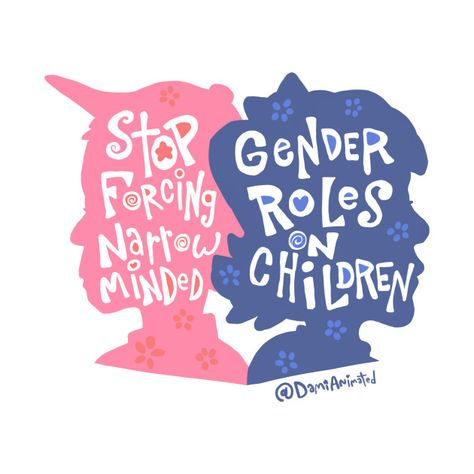 Stop
Forcing
Narrow
Minded
Gender
Roles
on
Children
@DamiAnimated